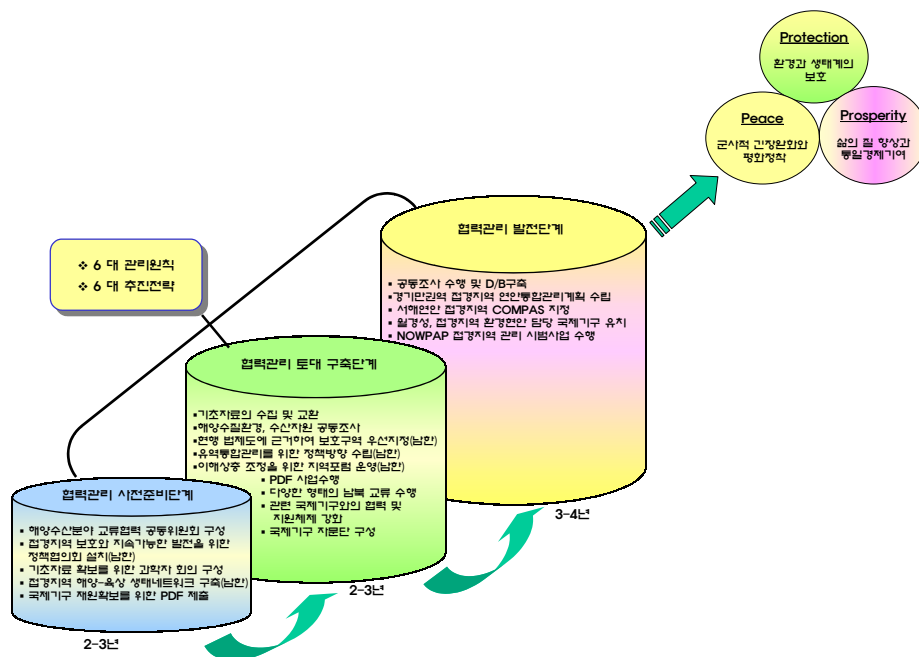 Protection
환경과 생태계의
보호
Peace
군사적 긴장완화와
평화정착
Prosperity
삶의 질 향상과
통일경제기여
협력관리 발전단계
▪ 공동조사 수행 및 D/B구축
▪경기만권역 접경지역 연안통합관리계획 수립
▪ 서해연안 접경지역 COMPAS 지정
▪ 월경성, 접경지역 환경현안 담당 국제기구 유치
▪ NOWPAP 접경지역 관리 시범사업 수행
3-4년
❖ 6 대 관리원칙
❖ 6 대 추진전략
협력관리 토대 구축단계
▪기초자료의 수집 및 교환
▪해양수질환경, 수산자원 공동조사
▪현행 법제도에 근거하여 보호구역 우선지정(남한)
▪유역통합관리를 위한 정책방향 수립(남한)
▪이해상충 조정을 위한 지역포럼 운영(남한)
▪ PDF 사업수행
▪ 다양한 형태의 남북 교류 수행
▪ 관련 국제기구와의 협력 및
지원체제 강화
▪ 국제기구 자문단 구성
2-3년
협력관리 사전준비단계
▪ 해양수산분야 교류협력 공동위원회 구성
▪ 접경지역 보호와 지속가능한 발전을 위한
정책협의회 설치(남한)
▪ 기초자료 확보를 위한 과학자 회의 구성
▪ 접경지역 해양-육상 생태네트워크 구축(남한)
▪ 국제기구 재원확보를 위한 PDF 제출
2-3년